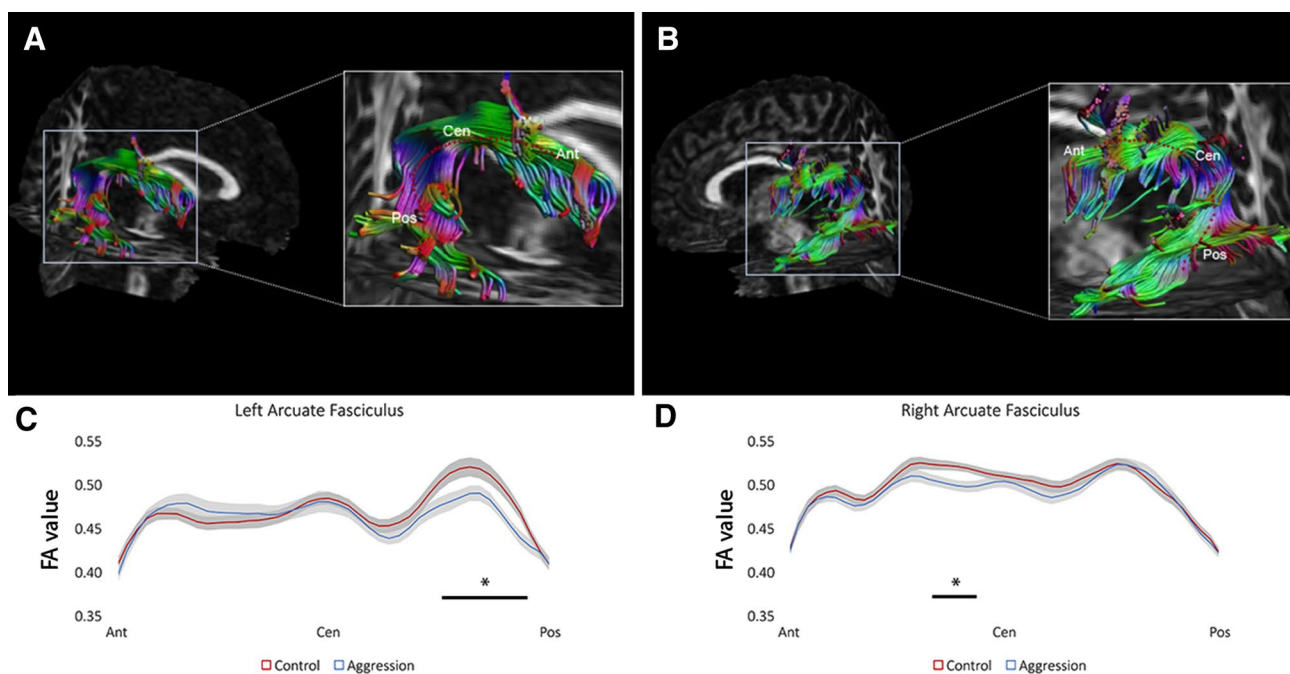 A
Cen
Ant
Pos
B
Ant
Cen
Pos
C
Left Arcuate Fasciculus
FA value
0.55
0.50
0.45
0.40
0.35
*
Ant
Cen
Pos
Control
Aggression
D
Right Arcuate Fasciculus
FA value
0.55
0.50
0.45
0.40
0.35
*
Ant
Cen
Pos
Control
Aggression